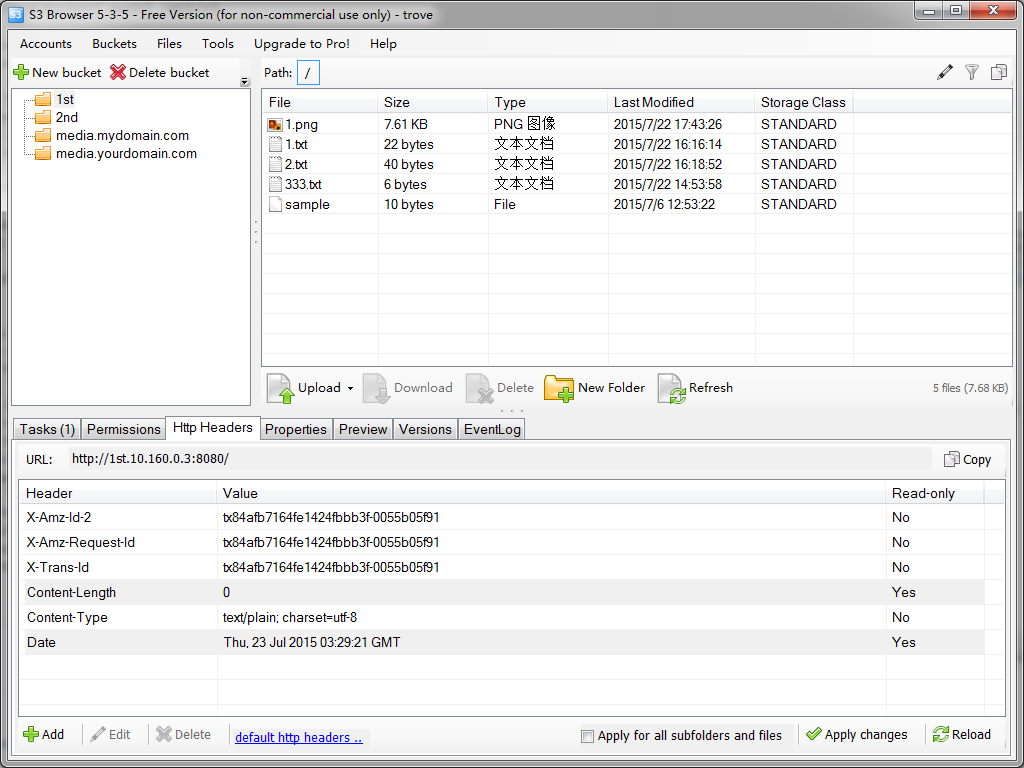 S3 Browser 5-3-5 - Free Version (for non-commercial use only) - trove
Accounts Buckets Files Tools Upgrade to Pro! Help
New bucket Delete bucket
Path: /
1st
2nd
media.mydomain.com
media.yourdomain.com
File Size Type Last Modified Storage Class
1.png 7.61 KB PNG 图像 2015/7/22 17:43:26 STANDARD
1.txt 22 bytes 文本文档 2015/7/22 16:16:14 STANDARD
2.txt 40 bytes 文本文档 2015/7/22 16:18:52 STANDARD
333.txt 6 bytes 文本文档 2015/7/22 14:53:58 STANDARD
sample 10 bytes File 2015/7/6 12:53:22 STANDARD
Upload Download Delete New Folder Refresh 5 files (7.68 KB)
Tasks (1) Permissions Http Headers Properties Preview Versions EventLog
URL: http://1st.10.160.0.3:8080/ Copy
Header Value Read-only
X-Amz-Id-2 tx84afb7164fe1424fbbb3f-0055b05f91 No
X-Amz-Request-Id tx84afb7164fe1424fbbb3f-0055b05f91 No
X-Trans-Id tx84afb7164fe1424fbbb3f-0055b05f91 No
Content-Length 0 Yes
Content-Type text/plain; charset=utf-8 No
Date Thu, 23 Jul 2015 03:29:21 GMT Yes
Add Edit Delete default http headers .. Apply for all subfolders and files Apply changes Reload